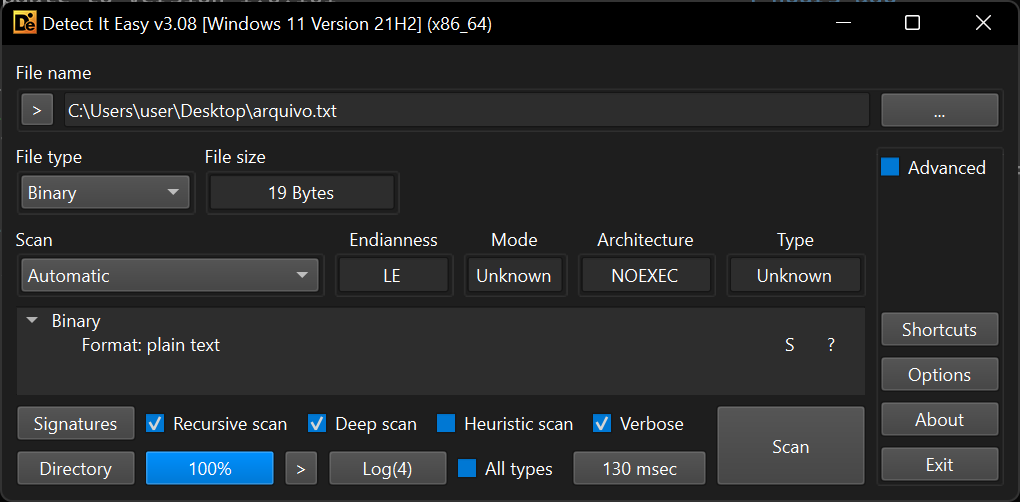 Detect It Easy v3.08 [Windows 11 Version 21H2] (x86_64)
File name
> C:\Users\user\Desktop\arquivo.txt ...
File type File size
Binary 19 Bytes
Advanced
Scan Endianness Mode Architecture Type
Automatic LE Unknown NOEXEC Unknown
Binary
Format: plain text S ?
Shortcuts
Options
About
Exit
Signatures Recursive scan Deep scan Heuristic scan Verbose
Scan
Directory 100% > Log(4) All types 130 msec